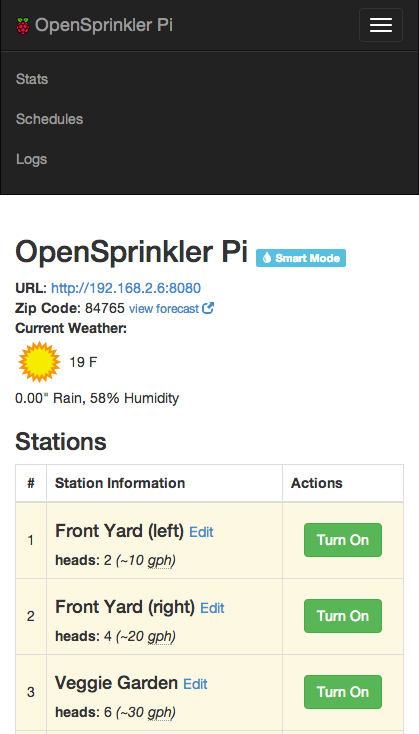 OpenSprinkler Pi
Stats
Schedules
Logs
OpenSprinkler Pi Smart Mode
URL: http://192.168.2.6:8080
Zip Code: 84765 view forecast
Current Weather:
19 F
0.00" Rain, 58% Humidity
Stations
# Station Information Actions
1 Front Yard (left) Edit Turn On
heads: 2 (~10 gph)
2 Front Yard (right) Edit Turn On
heads: 4 (~20 gph)
3 Veggie Garden Edit Turn On
heads: 6 (~30 gph)